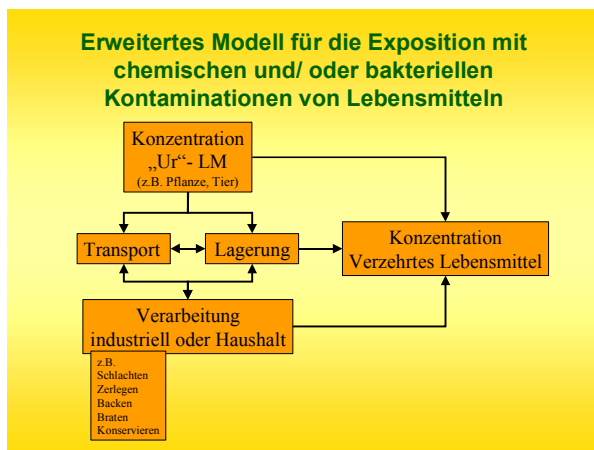 Erweitertes Modell für die Exposition mit
chemischen und/ oder bakteriellen
Kontaminationen von Lebensmitteln
Konzentration
„Ur“- LM
(z.B. Pflanze, Tier)
Transport
Lagerung
Konzentration
Verzehrtes Lebensmittel
Verarbeitung
industriell oder Haushalt
z.B.
Schlachten
Zerlegen
Backen
Braten
Konservieren